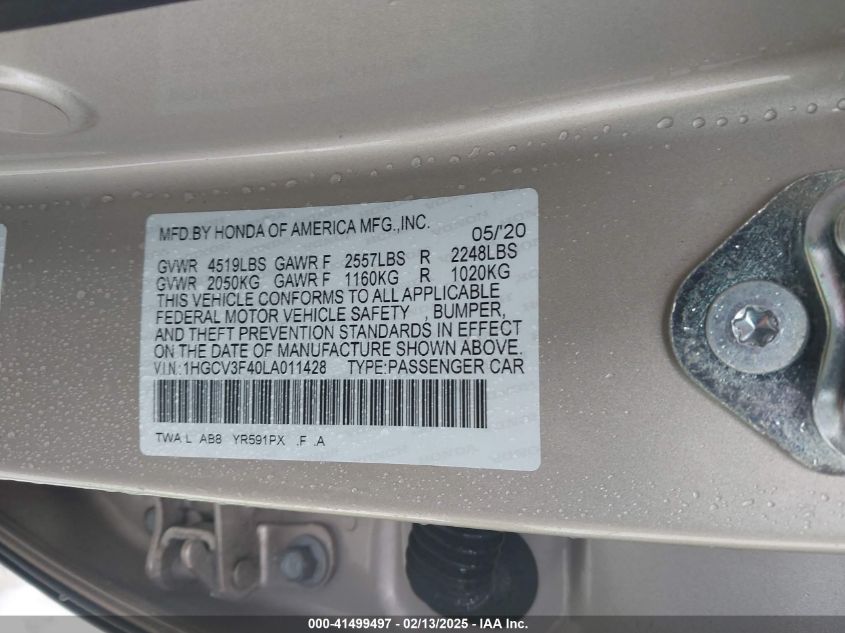 MFD.BY HONDA OF AMERICA MFG.,INC. 05/'20
GVWR 4519LBS GAWR F 2557LBS R 2248LBS
GVWR 2050KG GAWR F 1160KG R 1020KG
THIS VEHICLE CONFORMS TO ALL APPLICABLE
FEDERAL MOTOR VEHICLE SAFETY , BUMPER,
AND THEFT PREVENTION STANDARDS IN EFFECT
ON THE DATE OF MANUFACTURE SHOWN ABOVE.
V.I.N:1HGCV3F40LA011428 TYPE:PASSENGER CAR
TWA L AB8 YR591PX .F .A
000-41499497 - 02/13/2025 - IAA Inc.